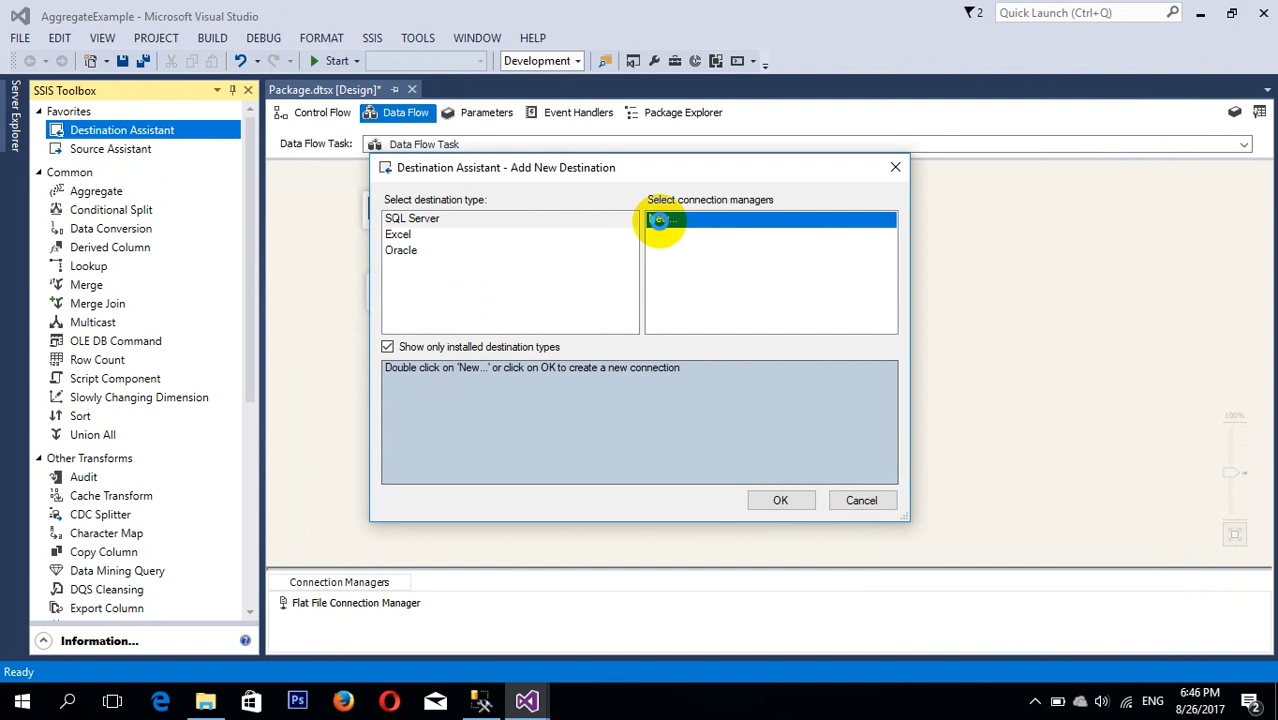 AggregateExample - Microsoft Visual Studio
2
Quick Launch (Ctrl+Q)
FILE EDIT VIEW PROJECT BUILD DEBUG FORMAT SSIS TOOLS WINDOW HELP
Start
Development
Server Explorer
SSIS Toolbox
Favorites
Destination Assistant
Source Assistant
Common
Aggregate
Conditional Split
Data Conversion
Derived Column
Lookup
Merge
Merge Join
Multicast
OLE DB Command
Row Count
Script Component
Slowly Changing Dimension
Sort
Union All
Other Transforms
Audit
Cache Transform
CDC Splitter
Character Map
Copy Column
Data Mining Query
DQS Cleansing
Export Column
Information...
Package.dtsx [Design]*
Control Flow Data Flow Parameters Event Handlers Package Explorer
Data Flow Task: Data Flow Task
Destination Assistant - Add New Destination
Select destination type:
SQL Server
Excel
Oracle
Select connection managers
New...
Show only installed destination types
Double click on 'New...' or click on OK to create a new connection
OK Cancel
100%
Connection Managers
Flat File Connection Manager
Ready
Ps
ENG
6:46 PM
8/26/2017
2